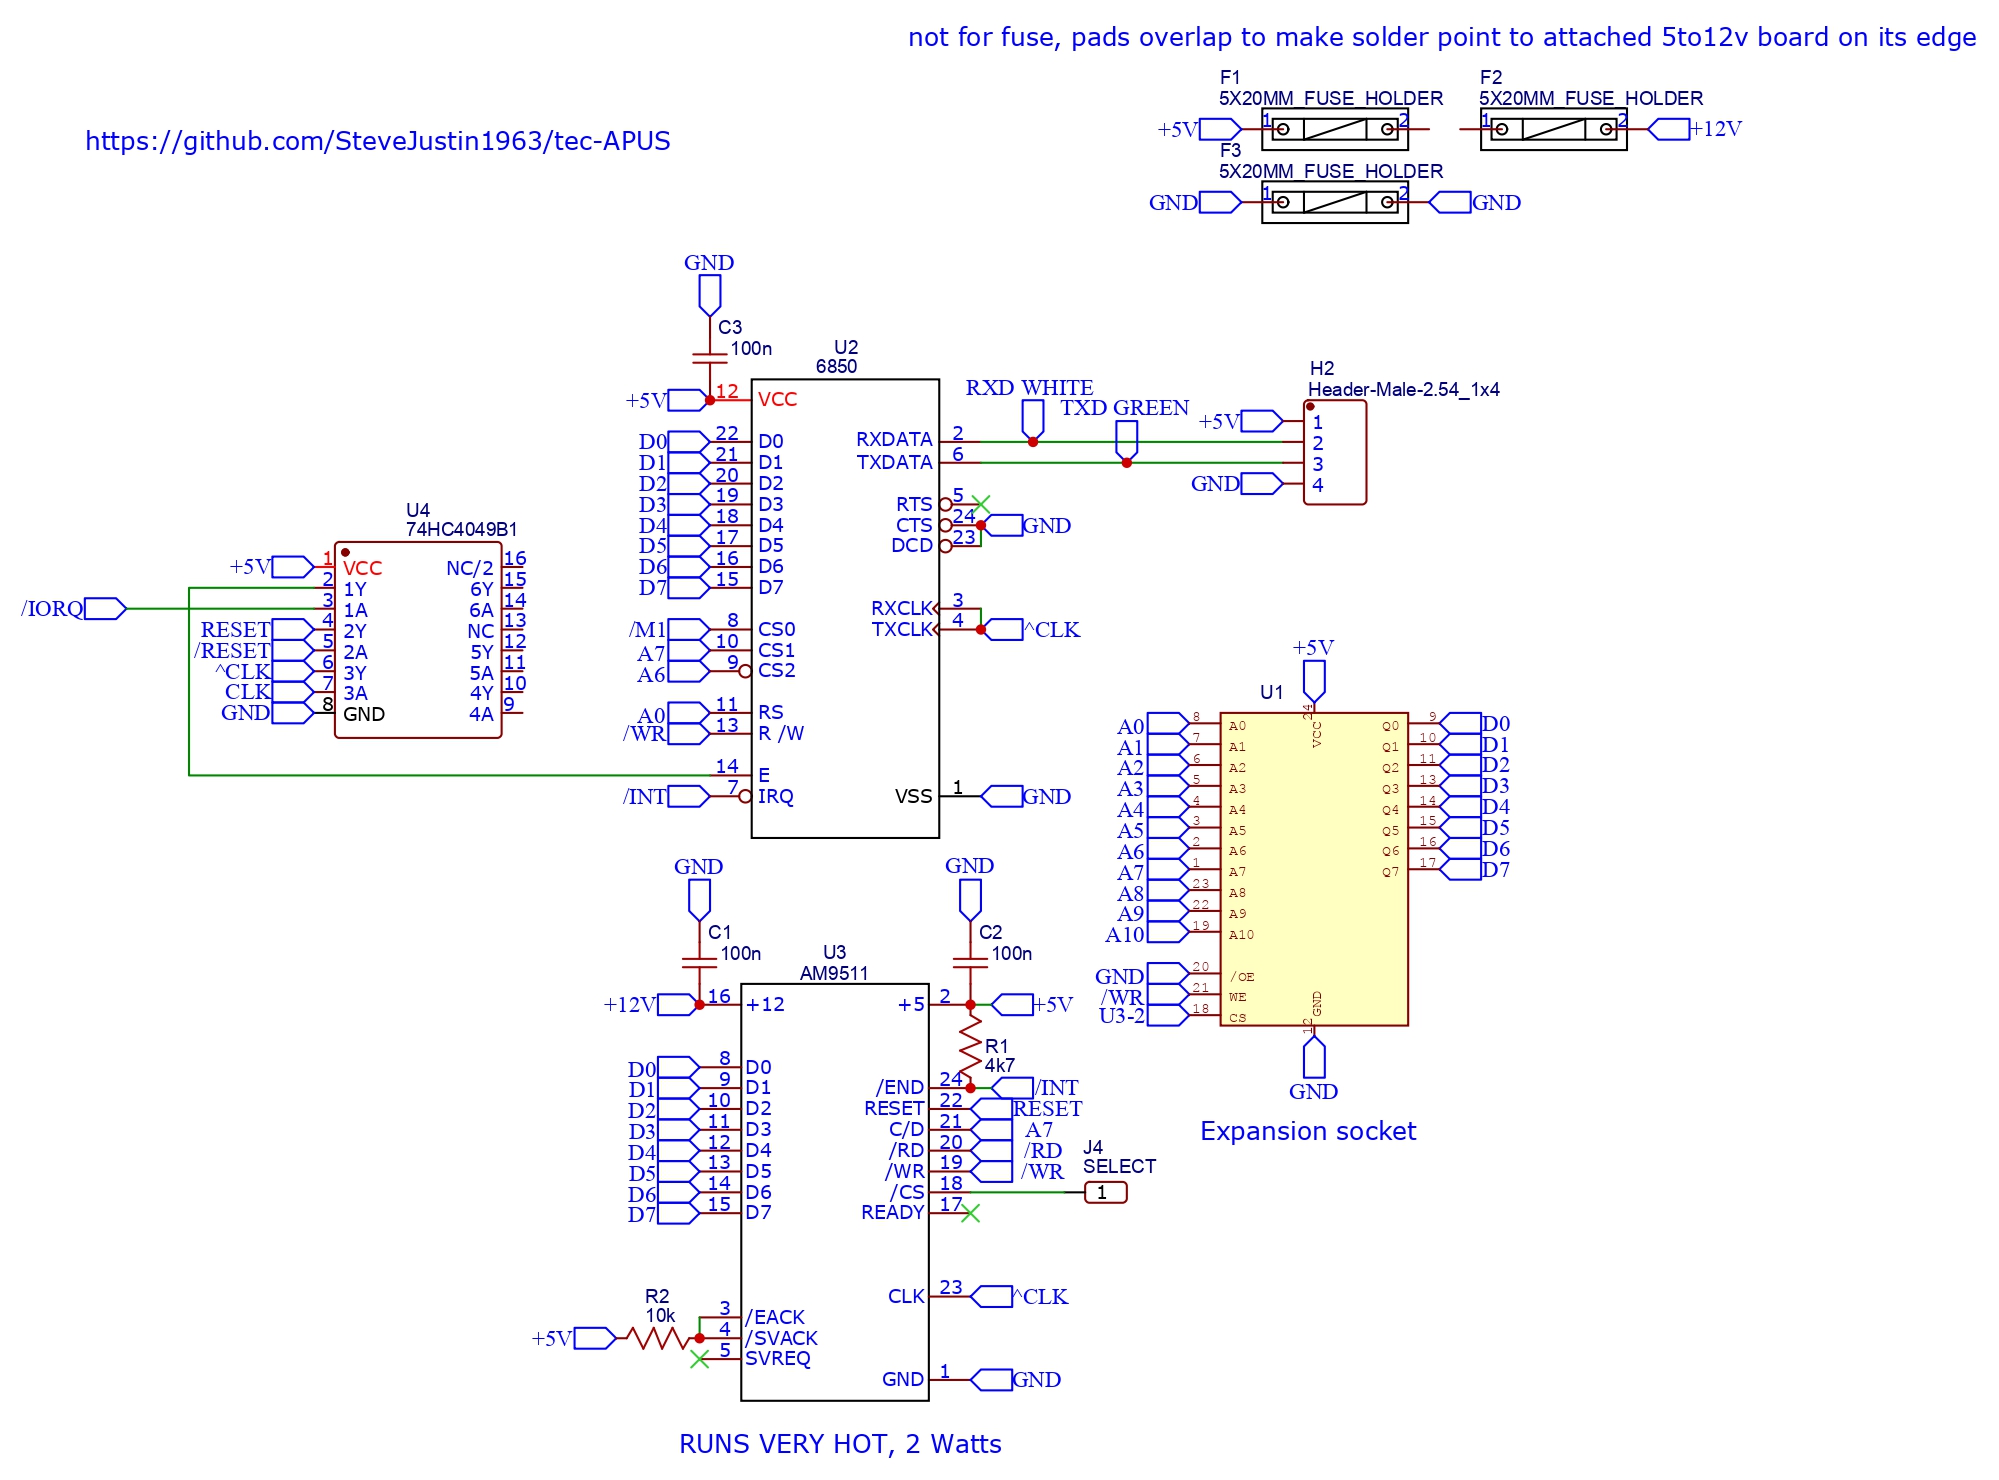 not for fuse, pads overlap to make solder point to attached 5to12v board on its edge
https://github.com/SteveJustin1963/tec-APUS
F1
5X20MM_FUSE_HOLDER
+5V 1 2
F2
5X20MM_FUSE_HOLDER
1 2 +12V
F3
5X20MM_FUSE_HOLDER
GND 1 2 GND
GND
C3
100n
U2
6850
+5V 12 VCC
D0 22 D0
D1 21 D1
D2 20 D2
D3 19 D3
D4 18 D4
D5 17 D5
D6 16 D6
D7 15 D7
/M1 8 CS0
A7 10 CS1
A6 9 CS2
A0 11 RS
/WR 13 R /W
14 E
/INT 7 IRQ
RXDATA 2
TXDATA 6
RTS 5
CTS 24 GND
DCD 23
RXCLK 3
TXCLK 4 ^CLK
VSS 1 GND
RXD WHITE
TXD GREEN
H2
Header-Male-2.54_1x4
+5V 1
2
3
GND 4
U4
74HC4049B1
+5V 1 VCC NC/2 16
2 1Y 6Y 15
/IORQ 3 1A 6A 14
RESET 4 2Y NC 13
/RESET 5 2A 5Y 12
^CLK 6 3Y 5A 11
CLK 7 3A 4Y 10
GND 8 GND 4A 9
+5V
U1
24
VCC
A0 8 A0 Q0 9 D0
A1 7 A1 Q1 10 D1
A2 6 A2 Q2 11 D2
A3 5 A3 Q3 13 D3
A4 4 A4 Q4 14 D4
A5 3 A5 Q5 15 D5
A6 2 A6 Q6 16 D6
A7 1 A7 Q7 17 D7
A8 23 A8
A9 22 A9
A10 19 A10
GND 20 /OE
/WR 21 WE
U3-2 18 CS
GND
12
GND
Expansion socket
GND
C1
100n
GND
C2
100n
U3
AM9511
+12V 16 +12 +5 2 +5V
R1
4k7
D0 8 D0
D1 9 D1 /END 24 /INT
D2 10 D2 RESET 22 RESET
D3 11 D3 C/D 21 A7
D4 12 D4 /RD 20 /RD
D5 13 D5 /WR 19 /WR
D6 14 D6 /CS 18
D7 15 D7 READY 17
J4
SELECT
1
CLK 23 ^CLK
R2
10k
3 /EACK
+5V 4 /SVACK
5 SVREQ
GND 1 GND
RUNS VERY HOT, 2 Watts